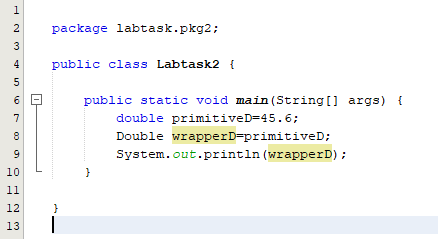 1
2 package labtask.pkg2;
3
4 public class Labtask2 {
5
6 public static void main(String[] args) {
7 double primitiveD=45.6;
8 Double wrapperD=primitiveD;
9 System.out.println(wrapperD);
10 }
11
12 }
13